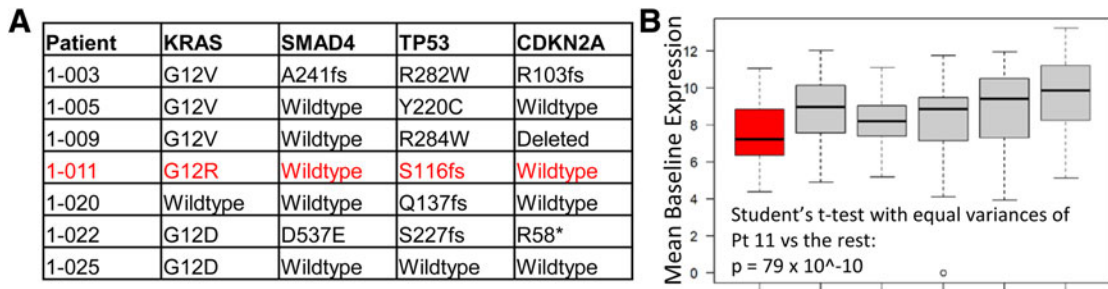 A
Patient KRAS SMAD4 TP53 CDKN2A
1-003 G12V A241fs R282W R103fs
1-005 G12V Wildtype Y220C Wildtype
1-009 G12V Wildtype R284W Deleted
1-011 G12R Wildtype S116fs Wildtype
1-020 Wildtype Wildtype Q137fs Wildtype
1-022 G12D D537E S227fs R58*
1-025 G12D Wildtype Wildtype Wildtype
B
Mean Baseline Expression
12
10
8
6
4
2
0
Student's t-test with equal variances of
Pt 11 vs the rest:
p = 79 x 10^-10